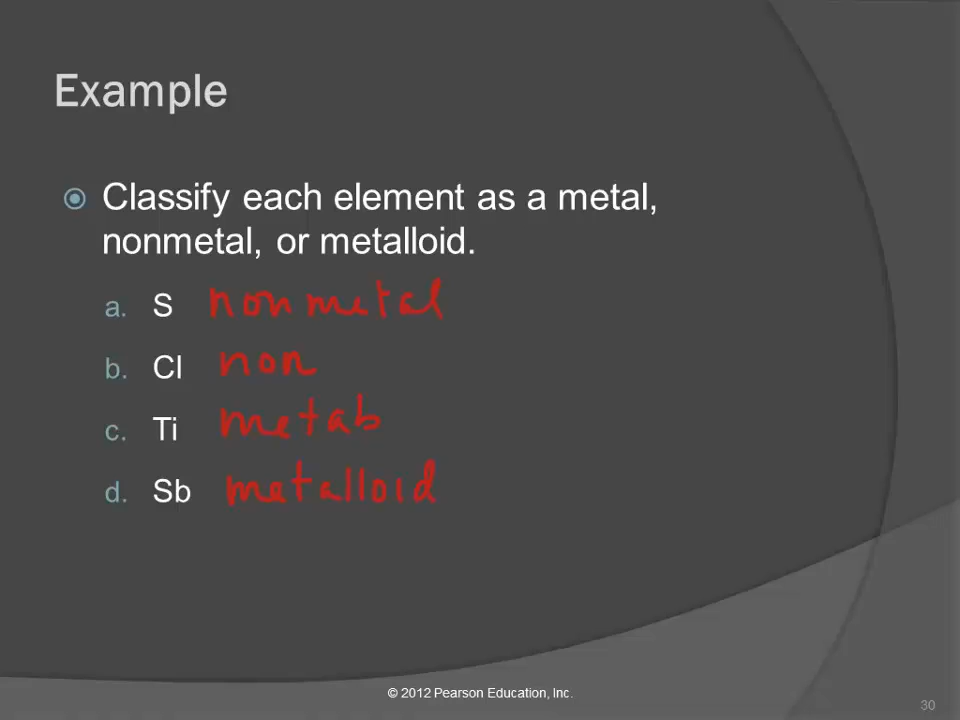 Example
Classify each element as a metal,
nonmetal, or metalloid.
a. S nonmetal
b. Cl non
c. Ti metab
d. Sb metalloid
© 2012 Pearson Education, Inc.
30